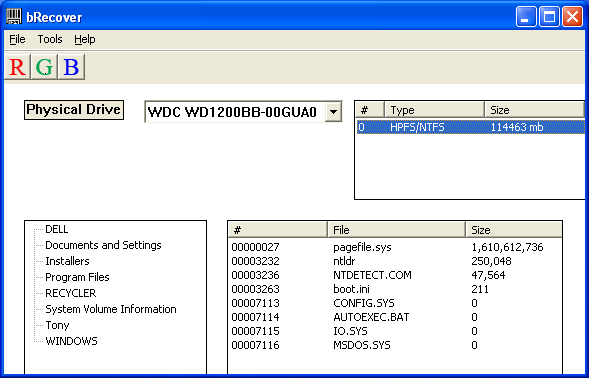 bRecover
File Tools Help
R G B
Physical Drive
WDC WD1200BB-00GUA0
# Type Size
0 HPFS/NTFS 114463 mb
DELL
Documents and Settings
Installers
Program Files
RECYCLER
System Volume Information
Tony
WINDOWS
# File Size
00000027 pagefile.sys 1,610,612,736
00003232 ntldr 250,048
00003236 NTDETECT.COM 47,564
00003263 boot.ini 211
00007113 CONFIG.SYS 0
00007114 AUTOEXEC.BAT 0
00007115 IO.SYS 0
00007116 MSDOS.SYS 0